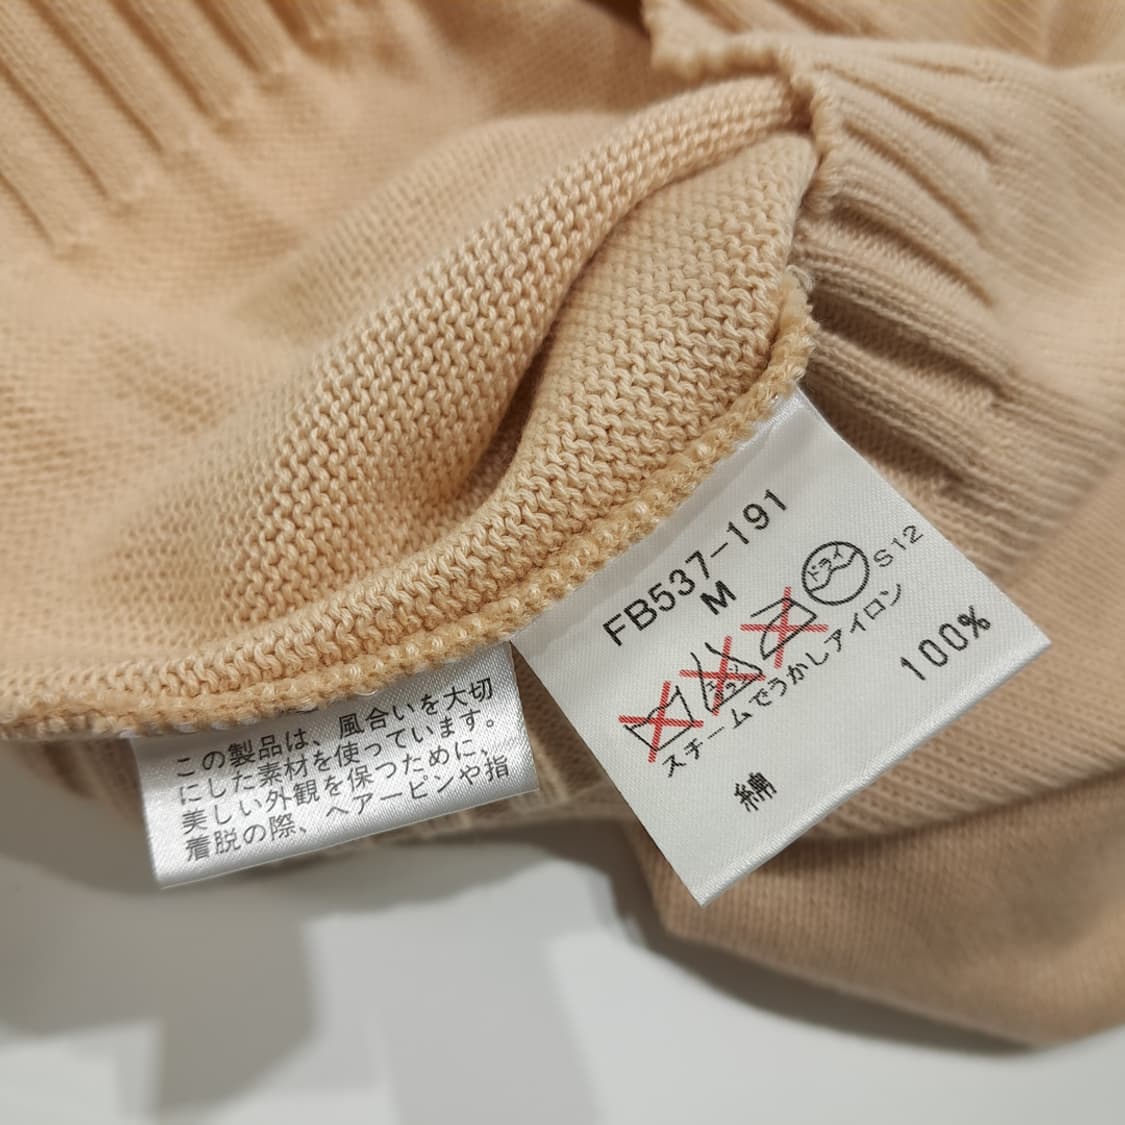 この製品は、風合いを大切
にした素材を使っています。
美しい外観を保つために、
着脱の際、ヘアーピンや指
FB537-191
M
ドライ
S12
スチームでうかしアイロン
綿 100%